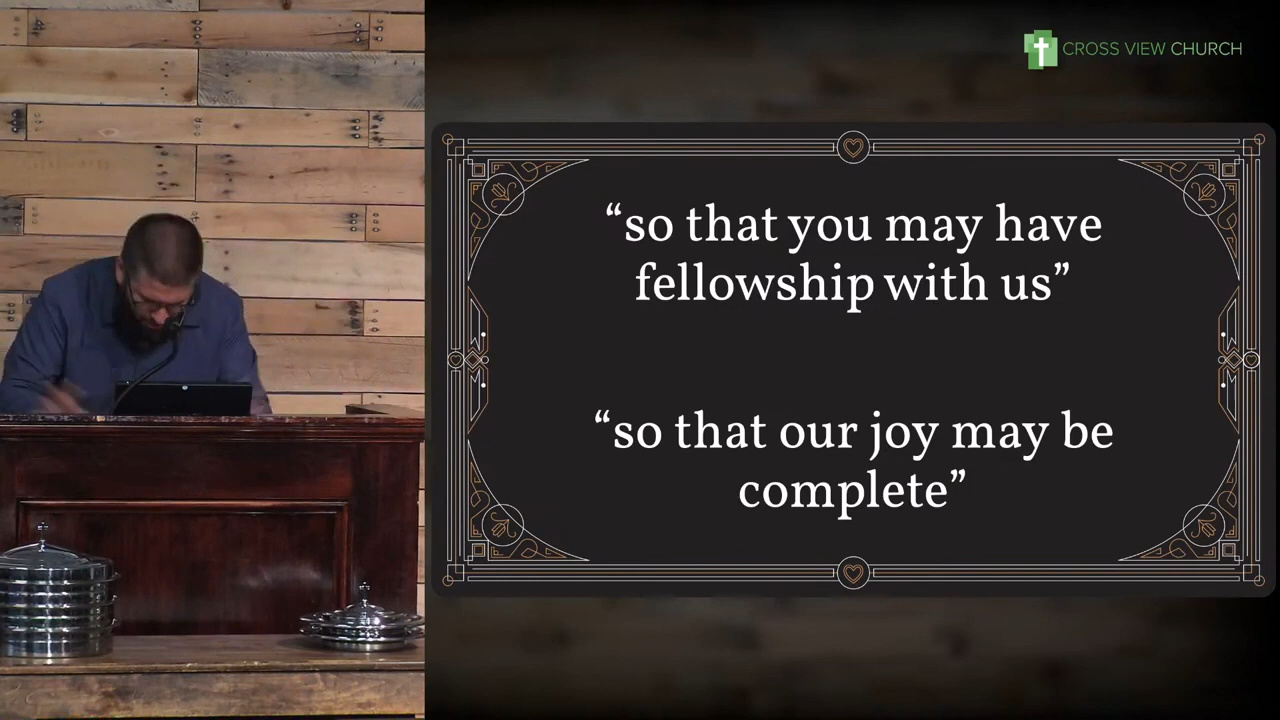 CROSS VIEW CHURCH
“so that you may have
fellowship with us”
“so that our joy may be
complete”